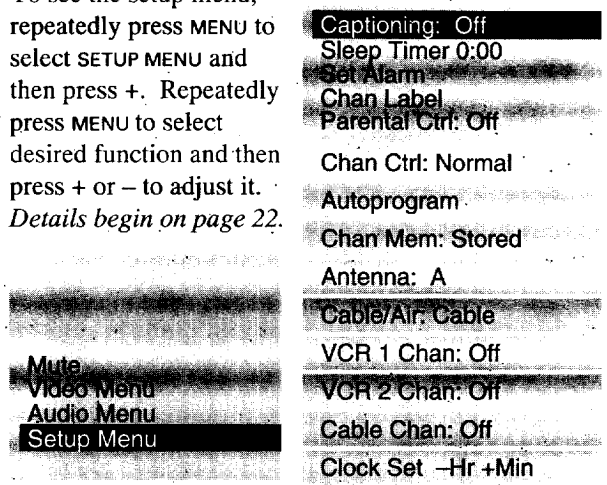 To see the setup menu,
repeatedly press MENU to
select SETUP MENU and
then press +. Repeatedly
press MENU to select
desired function and then
press + or – to adjust it.
Details begin on page 22.
Mute
Video Menu
Audio Menu
Setup Menu
Captioning: Off
Sleep Timer 0:00
Set Alarm
Chan Label
Parental Ctrl: Off
Chan Ctrl: Normal
Autoprogram
Chan Mem: Stored
Antenna: A
Cable/Air: Cable
VCR 1 Chan: Off
VCR 2 Chan: Off
Cable Chan: Off
Clock Set –Hr +Min